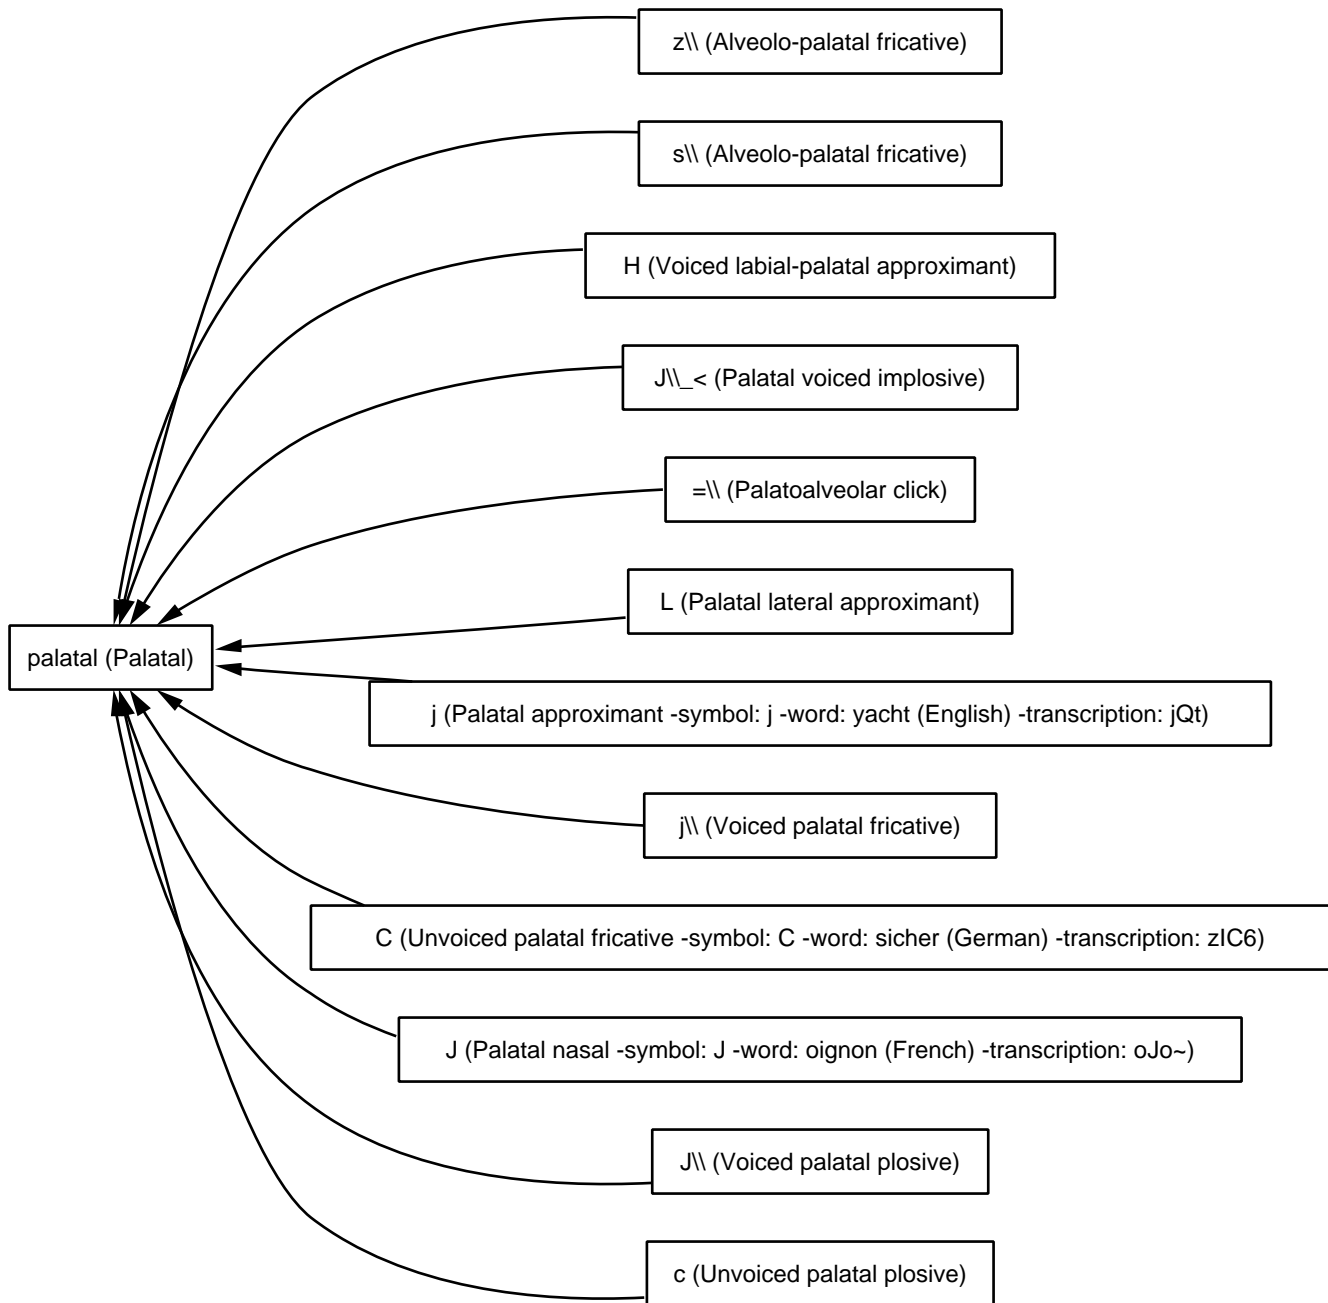 z\\ (Alveolo-palatal fricative)
s\\ (Alveolo-palatal fricative)
H (Voiced labial-palatal approximant)
J\\_< (Palatal voiced implosive)
=\\ (Palatoalveolar click)
L (Palatal lateral approximant)
palatal (Palatal)
j (Palatal approximant -symbol: j -word: yacht (English) -transcription: jQt)
j\\ (Voiced palatal fricative)
C (Unvoiced palatal fricative -symbol: C -word: sicher (German) -transcription: zIC6)
J (Palatal nasal -symbol: J -word: oignon (French) -transcription: oJo~)
J\\ (Voiced palatal plosive)
c (Unvoiced palatal plosive)